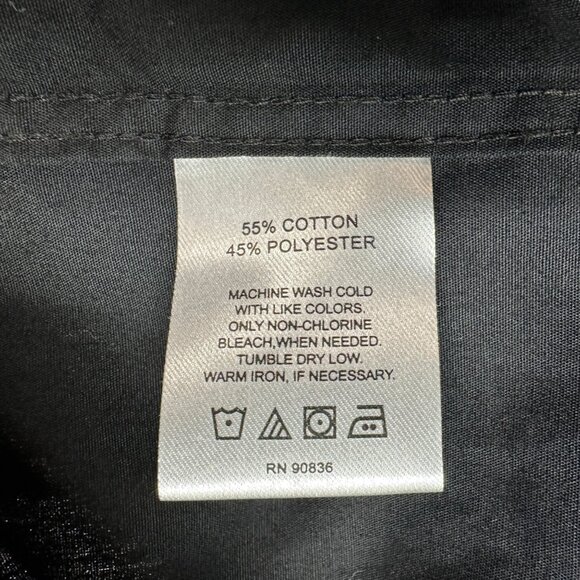 55% COTTON
45% POLYESTER
MACHINE WASH COLD
WITH LIKE COLORS.
ONLY NON-CHLORINE
BLEACH,WHEN NEEDED.
TUMBLE DRY LOW.
WARM IRON, IF NECESSARY.
RN 90836